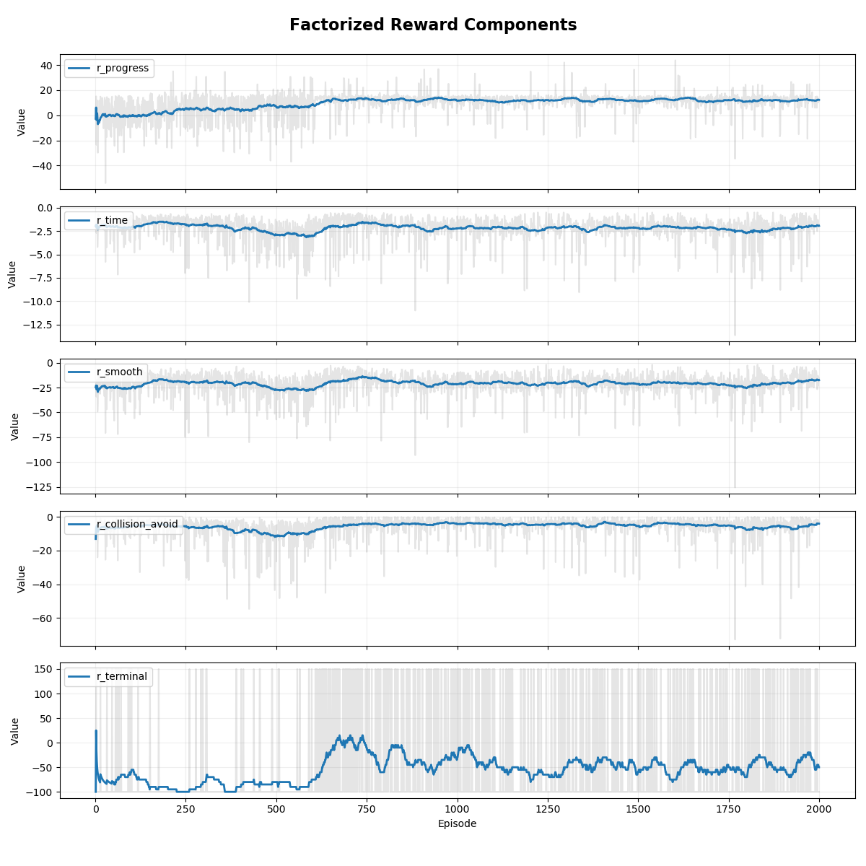 Factorized Reward Components
r_progress
40
20
0
−20
−40
Value
r_time
0.0
−2.5
−5.0
−7.5
−10.0
−12.5
Value
r_smooth
0
−25
−50
−75
−100
−125
Value
r_collision_avoid
0
−20
−40
−60
Value
r_terminal
150
100
50
0
−50
−100
Value
0 250 500 750 1000 1250 1500 1750 2000
Episode